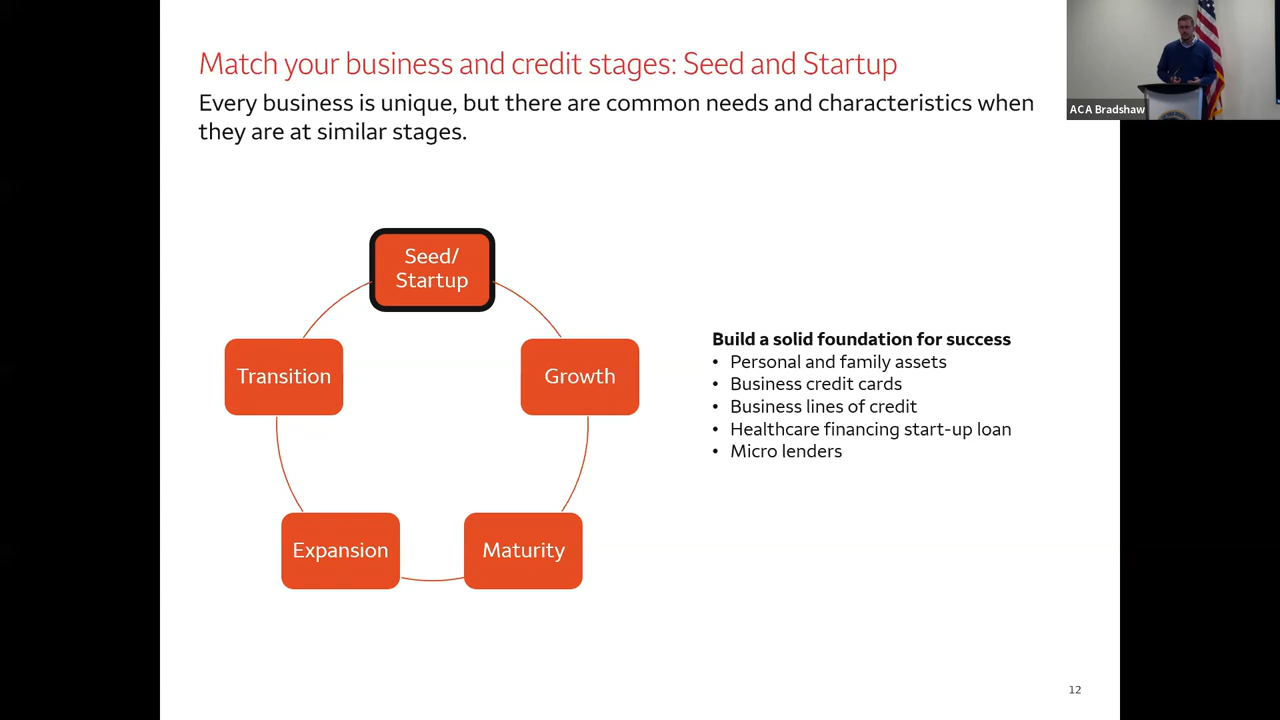 Match your business and credit stages: Seed and Startup
Every business is unique, but there are common needs and characteristics when
they are at similar stages.
ACA Bradshaw
Seed/
Startup
Transition
Growth
Expansion
Maturity
Build a solid foundation for success
• Personal and family assets
• Business credit cards
• Business lines of credit
• Healthcare financing start-up loan
• Micro lenders
12